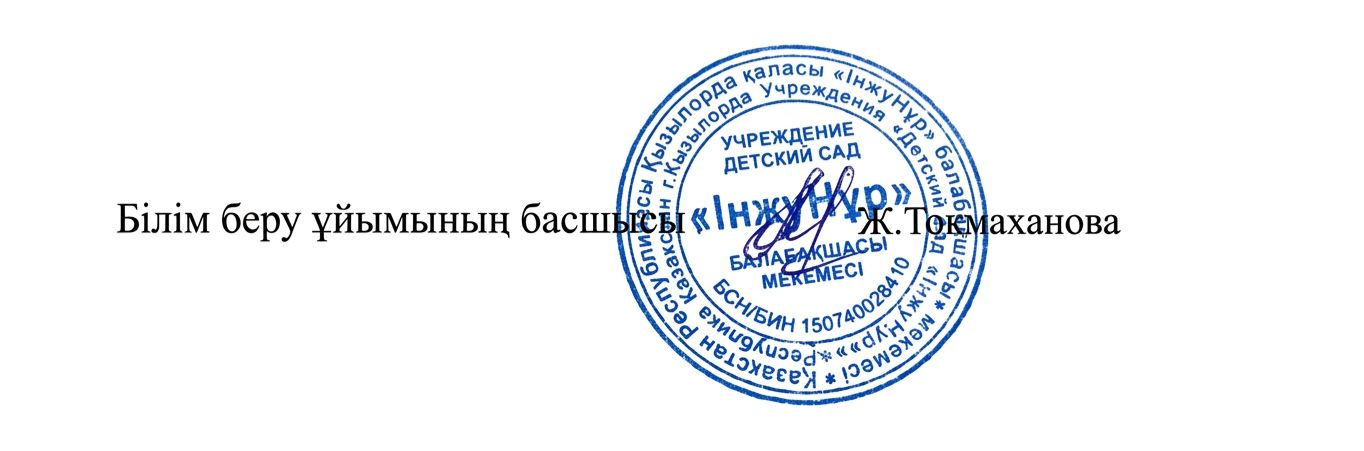 Білім беру ұйымының басшысы Ж.Токмаханова
Қазақстан Республикасы Қызылорда қаласы «ІнжуНұр» балабақшасы * мекемесі *
Республика Казахстан г.Кызылорда Учреждения «Детский сад «ІнжуНұр»» *
УЧРЕЖДЕНИЕ
ДЕТСКИЙ САД
«ІнжуНұр»
БАЛАБАҚШАСЫ
МЕКЕМЕСІ
БСН/БИН 150740028410